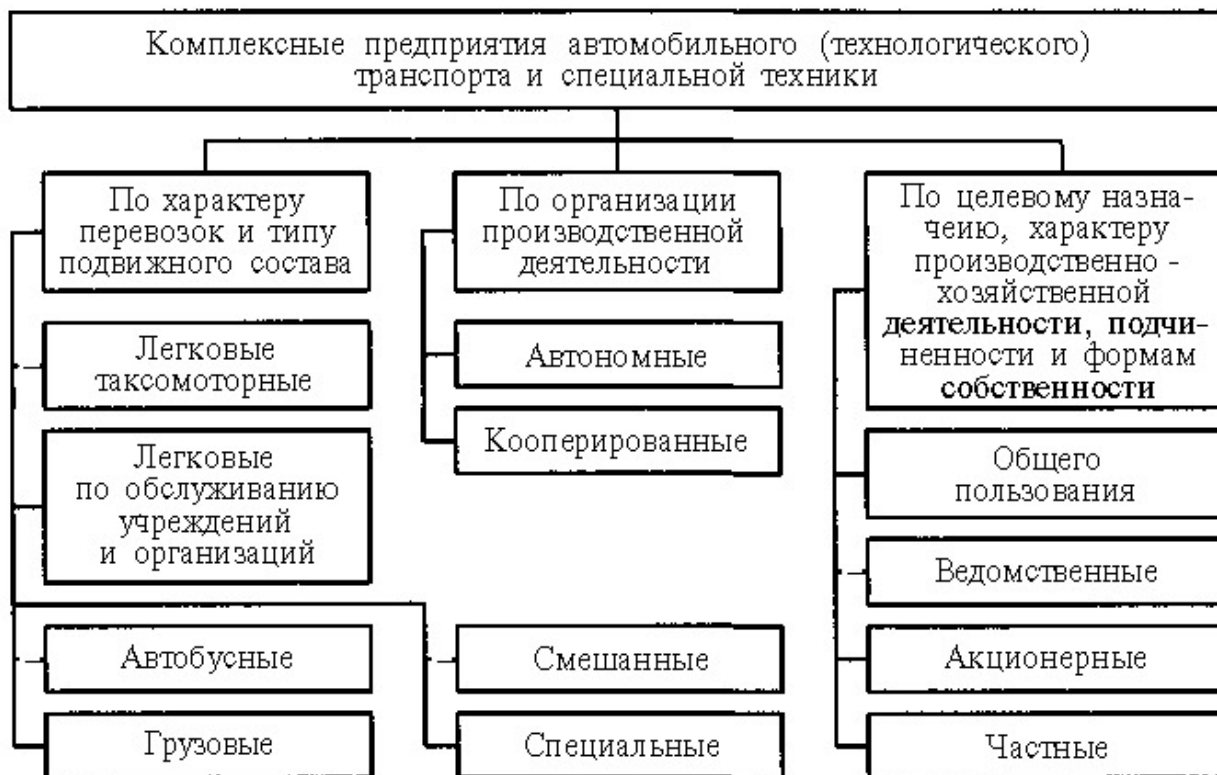 Комплексные предприятия автомобильного (технологического)
транспорта и специальной техники
По характеру
перевозок и типу
подвижного состава
Легковые
таксомоторные
Легковые
по обслуживанию
учреждений
и организаций
Автобусные
Грузовые
По организации
производственной
деятельности
Автономные
Кооперированные
Смешанные
Специальные
По целевому назна-
чеию, характеру
производственно -
хозяйственной
деятельности, подчи-
ненности и формам
собственности
Общего
пользования
Ведомственные
Акционерные
Частные